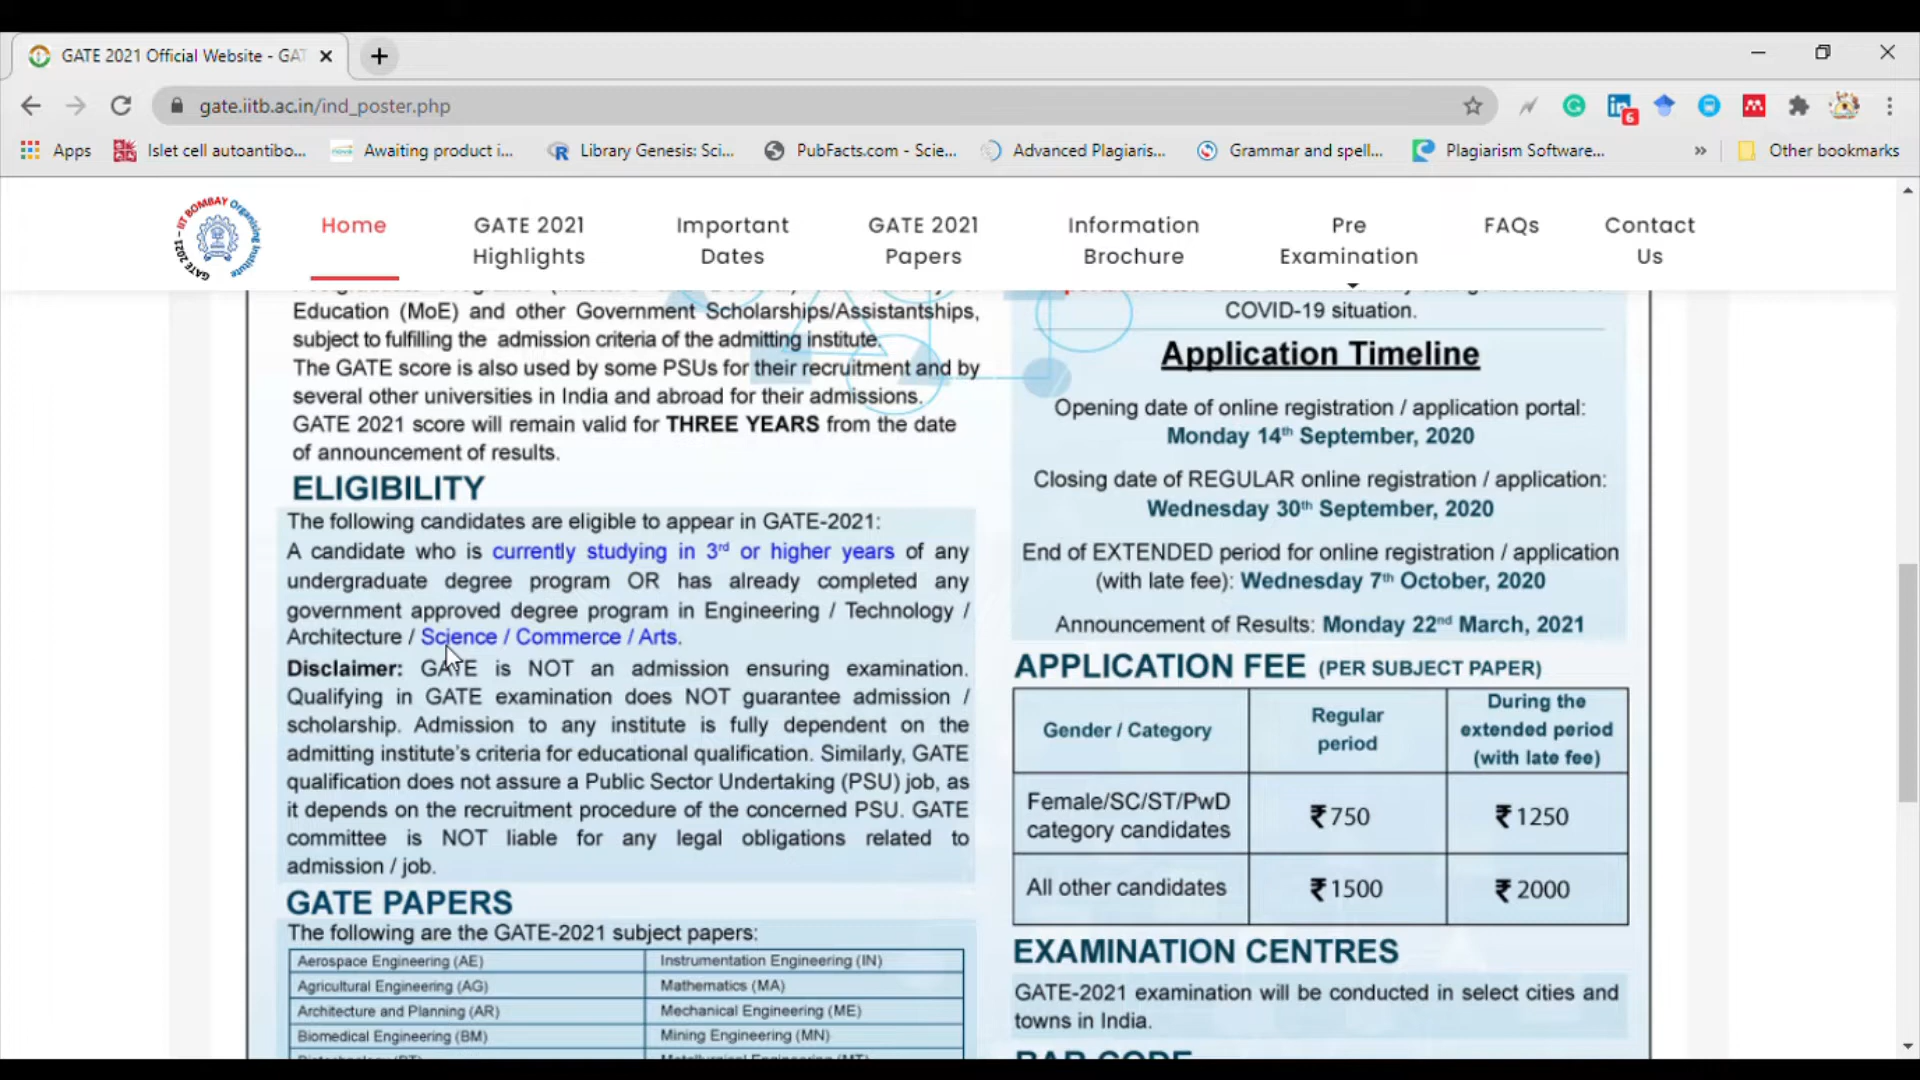 GATE 2021 Official Website - GAT
gate.iitb.ac.in/ind_poster.php
6
Apps
Islet cell autoantibo...
Awaiting product i...
Library Genesis: Sci...
PubFacts.com - Scie...
Advanced Plagiaris...
Grammar and spell...
Plagiarism Software...
Other bookmarks
GATE 2021 - IIT BOMBAY Organising Institute
Home
GATE 2021
Highlights
Important
Dates
GATE 2021
Papers
Information
Brochure
Pre
Examination
FAQs
Contact
Us
Education (MoE) and other Government Scholarships/Assistantships,
subject to fulfilling the admission criteria of the admitting institute.
The GATE score is also used by some PSUs for their recruitment and by
several other universities in India and abroad for their admissions.
GATE 2021 score will remain valid for THREE YEARS from the date
of announcement of results.
ELIGIBILITY
The following candidates are eligible to appear in GATE-2021:
A candidate who is currently studying in 3rd or higher years of any
undergraduate degree program OR has already completed any
government approved degree program in Engineering / Technology /
Architecture / Science / Commerce / Arts.
Disclaimer: GATE is NOT an admission ensuring examination.
Qualifying in GATE examination does NOT guarantee admission /
scholarship. Admission to any institute is fully dependent on the
admitting institute's criteria for educational qualification. Similarly, GATE
qualification does not assure a Public Sector Undertaking (PSU) job, as
it depends on the recruitment procedure of the concerned PSU. GATE
committee is NOT liable for any legal obligations related to
admission / job.
GATE PAPERS
The following are the GATE-2021 subject papers:
Aerospace Engineering (AE)
Instrumentation Engineering (IN)
Agricultural Engineering (AG)
Mathematics (MA)
Architecture and Planning (AR)
Mechanical Engineering (ME)
Biomedical Engineering (BM)
Mining Engineering (MN)
COVID-19 situation.
Application Timeline
Opening date of online registration / application portal:
Monday 14th September, 2020
Closing date of REGULAR online registration / application:
Wednesday 30th September, 2020
End of EXTENDED period for online registration / application
(with late fee): Wednesday 7th October, 2020
Announcement of Results: Monday 22nd March, 2021
APPLICATION FEE (PER SUBJECT PAPER)
Gender / Category
Regular
period
During the
extended period
(with late fee)
Female/SC/ST/PwD
category candidates
₹750
₹1250
All other candidates
₹1500
₹2000
EXAMINATION CENTRES
GATE-2021 examination will be conducted in select cities and
towns in India.
BAR CODE